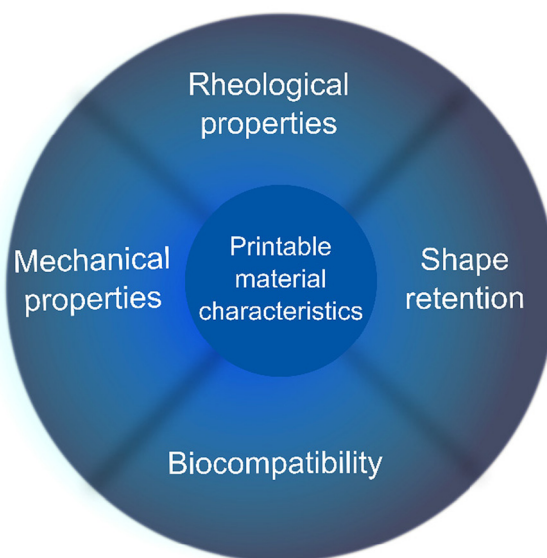 Rheological
properties
Mechanical
properties
Printable
material
characteristics
Shape
retention
Biocompatibility